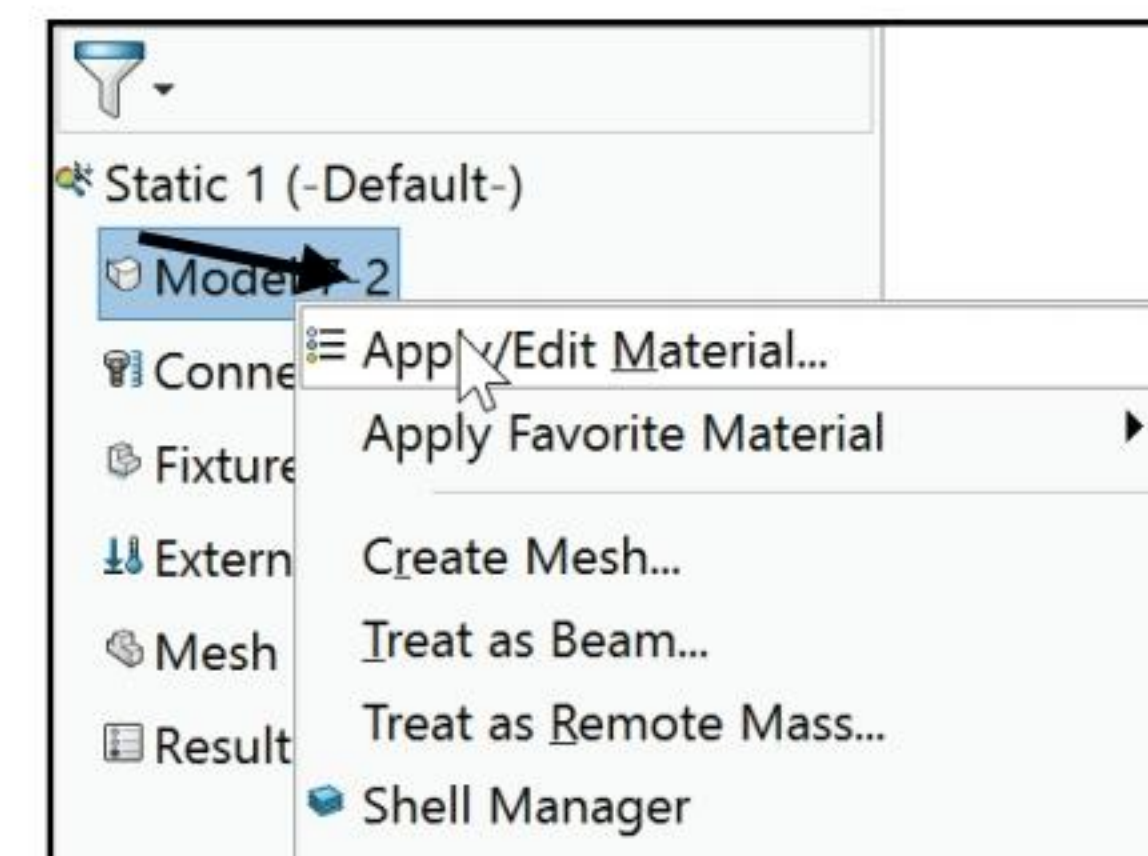 Static 1 (-Default-)
Model 7-2
Conne
Apply/Edit Material...
Fixture
Apply Favorite Material
Extern
Create Mesh...
Mesh
Treat as Beam...
Result
Treat as Remote Mass...
Shell Manager